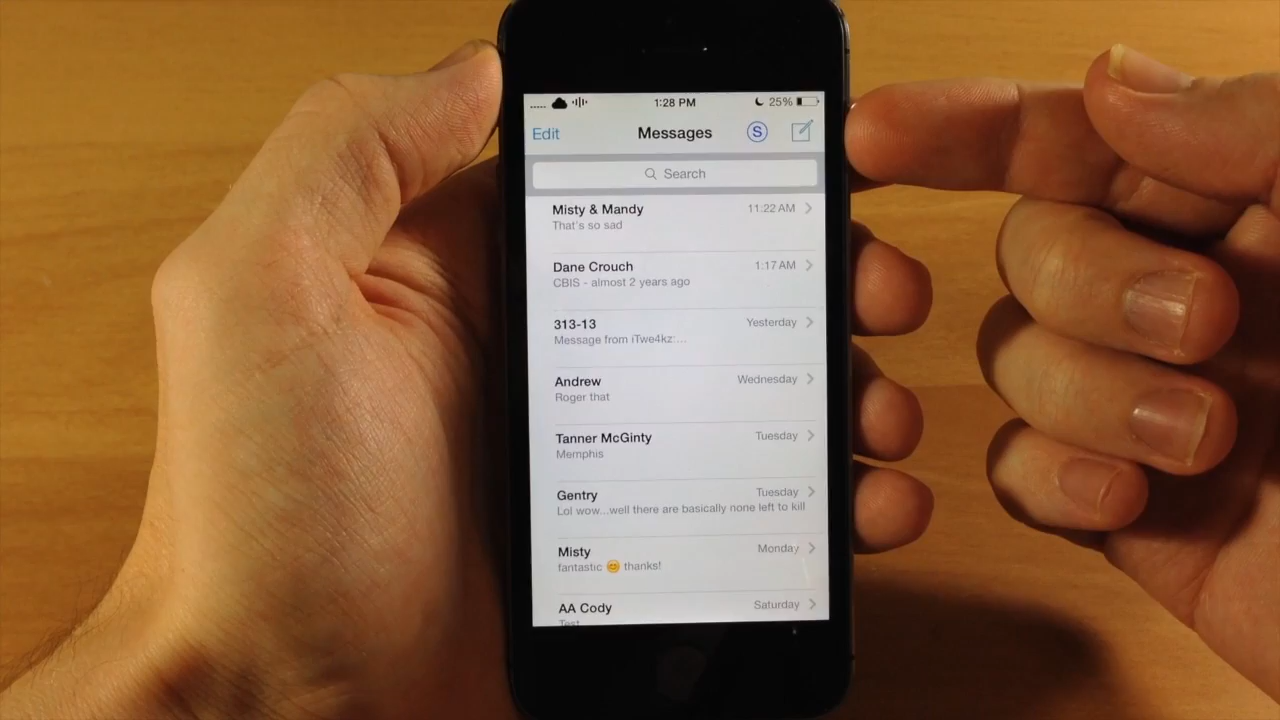 1:28 PM 25%
Edit Messages S
Search
Misty & Mandy 11:22 AM
That's so sad
Dane Crouch 1:17 AM
CBIS - almost 2 years ago
313-13 Yesterday
Message from iTwe4kz:...
Andrew Wednesday
Roger that
Tanner McGinty Tuesday
Memphis
Gentry Tuesday
Lol wow...well there are basically none left to kill
Misty Monday
fantastic 😊 thanks!
AA Cody Saturday
Test